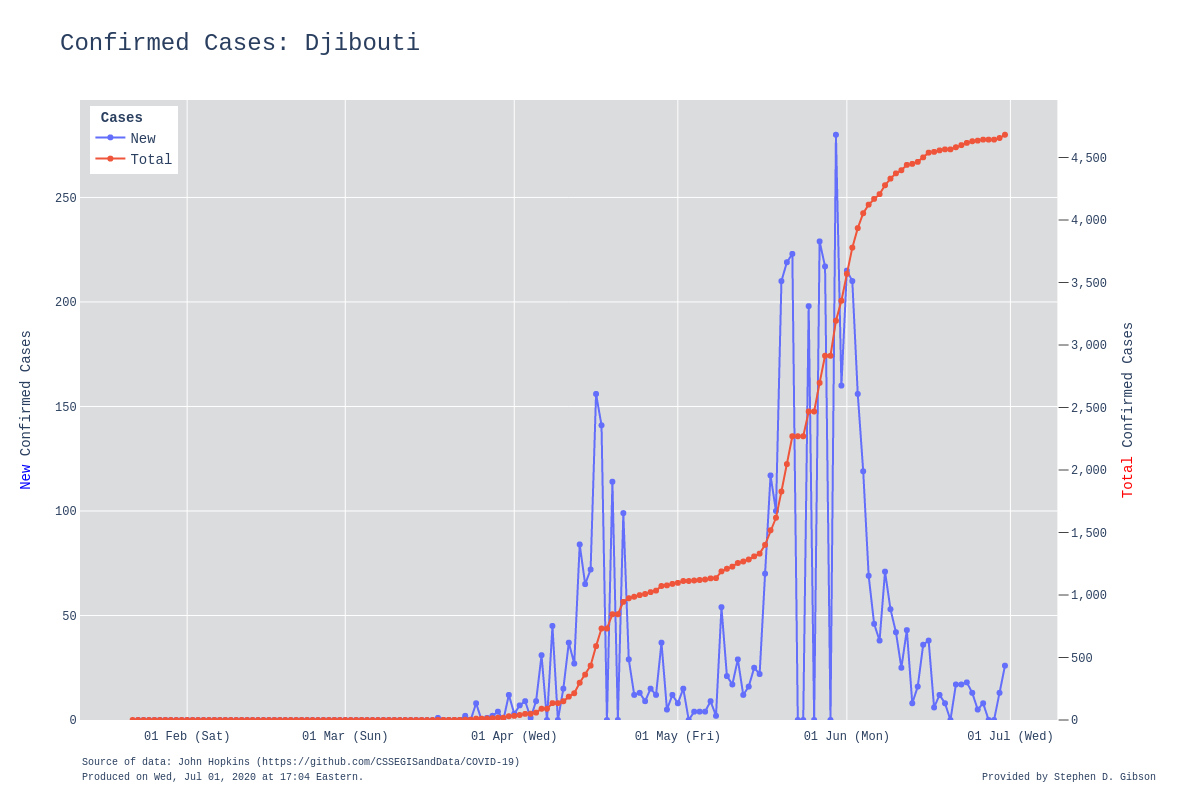 Confirmed Cases: Djibouti
Cases
New
Total
250
200
150
100
50
0
4,500
4,000
3,500
3,000
2,500
2,000
1,500
1,000
500
0
New Confirmed Cases
Total Confirmed Cases
01 Feb (Sat) 01 Mar (Sun) 01 Apr (Wed) 01 May (Fri) 01 Jun (Mon) 01 Jul (Wed)
Source of data: John Hopkins (https://github.com/CSSEGISandData/COVID-19)
Produced on Wed, Jul 01, 2020 at 17:04 Eastern.
Provided by Stephen D. Gibson